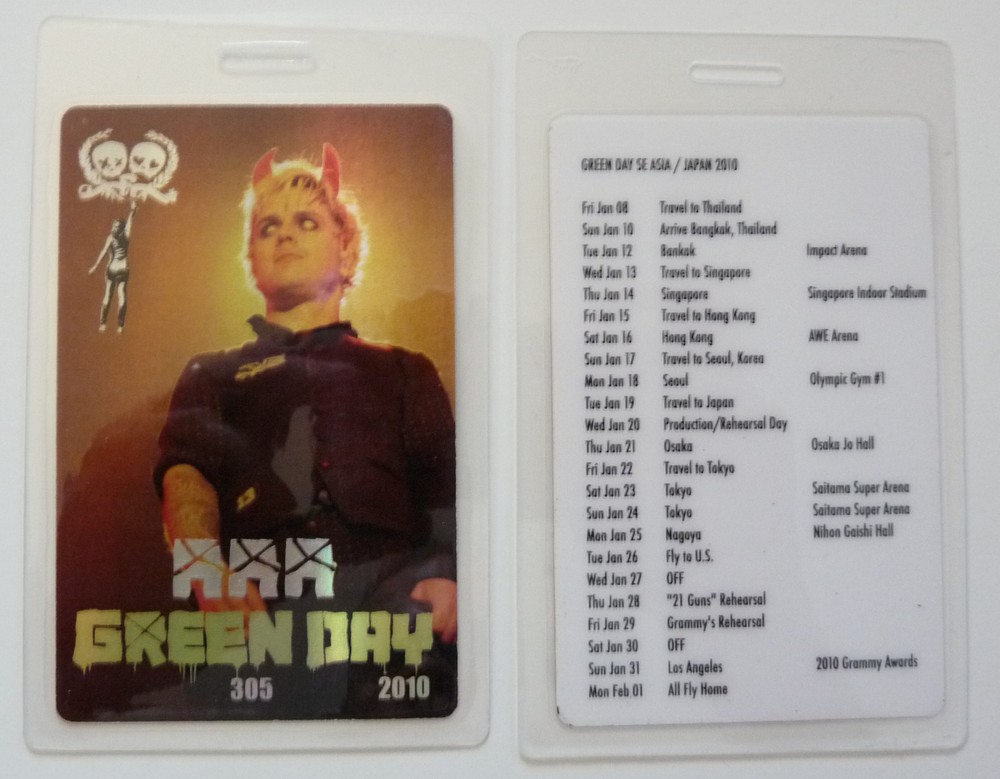 AAA
GREEN DAY
305 2010
GREEN DAY SE ASIA / JAPAN 2010
Fri Jan 08 Travel to Thailand
Sun Jan 10 Arrive Bangkok, Thailand
Tue Jan 12 Bankok Impact Arena
Wed Jan 13 Travel to Singapore
Thu Jan 14 Singapore Singapore Indoor Stadium
Fri Jan 15 Travel to Hong Kong
Sat Jan 16 Hong Kong AWE Arena
Sun Jan 17 Travel to Seoul, Korea
Mon Jan 18 Seoul Olympic Gym #1
Tue Jan 19 Travel to Japan
Wed Jan 20 Production/Rehearsal Day
Thu Jan 21 Osaka Osaka Jo Hall
Fri Jan 22 Travel to Tokyo
Sat Jan 23 Tokyo Saitama Super Arena
Sun Jan 24 Tokyo Saitama Super Arena
Mon Jan 25 Nagoya Nihon Gaishi Hall
Tue Jan 26 Fly to U.S.
Wed Jan 27 OFF
Thu Jan 28 "21 Guns" Rehearsal
Fri Jan 29 Grammy's Rehearsal
Sat Jan 30 OFF
Sun Jan 31 Los Angeles 2010 Grammy Awards
Mon Feb 01 All Fly Home